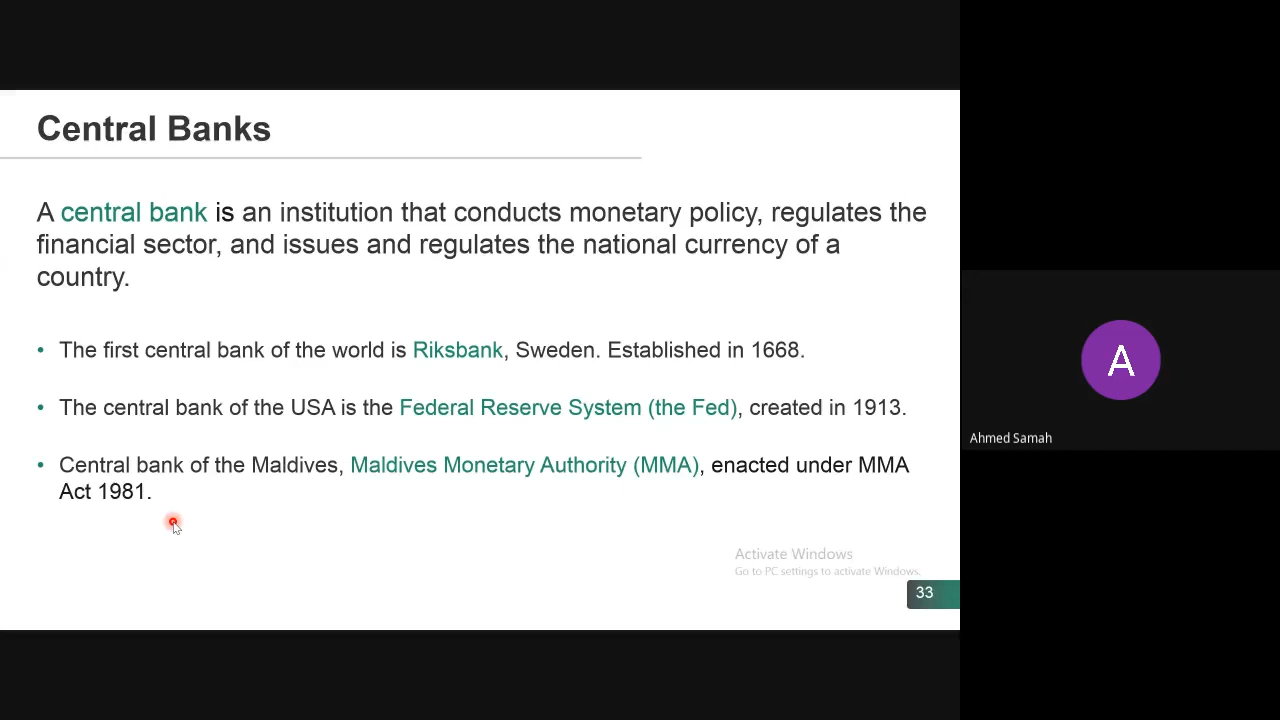 Central Banks
A central bank is an institution that conducts monetary policy, regulates the
financial sector, and issues and regulates the national currency of a
country.
• The first central bank of the world is Riksbank, Sweden. Established in 1668.
• The central bank of the USA is the Federal Reserve System (the Fed), created in 1913.
• Central bank of the Maldives, Maldives Monetary Authority (MMA), enacted under MMA
Act 1981.
Activate Windows
Go to PC settings to activate Windows.
33
A
Ahmed Samah